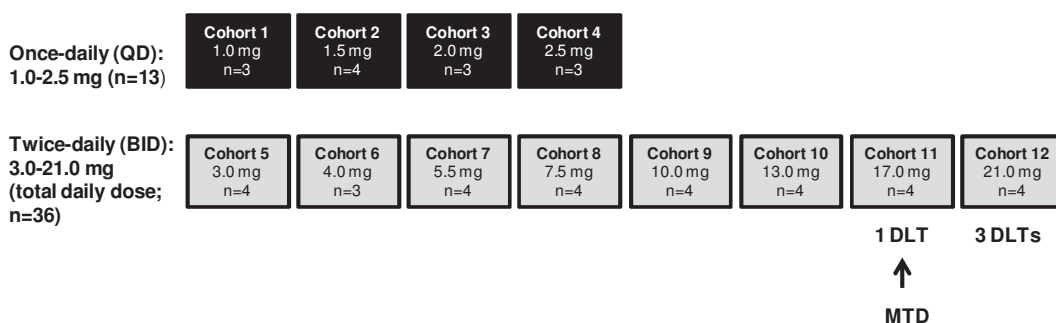 Once-daily (QD):
1.0-2.5 mg (n=13)
Cohort 1
1.0 mg
n=3
Cohort 2
1.5 mg
n=4
Cohort 3
2.0 mg
n=3
Cohort 4
2.5 mg
n=3
Twice-daily (BID):
3.0-21.0 mg
(total daily dose;
n=36)
Cohort 5
3.0 mg
n=4
Cohort 6
4.0 mg
n=3
Cohort 7
5.5 mg
n=4
Cohort 8
7.5 mg
n=4
Cohort 9
10.0 mg
n=4
Cohort 10
13.0 mg
n=4
Cohort 11
17.0 mg
n=4
Cohort 12
21.0 mg
n=4
1 DLT
3 DLTs
MTD